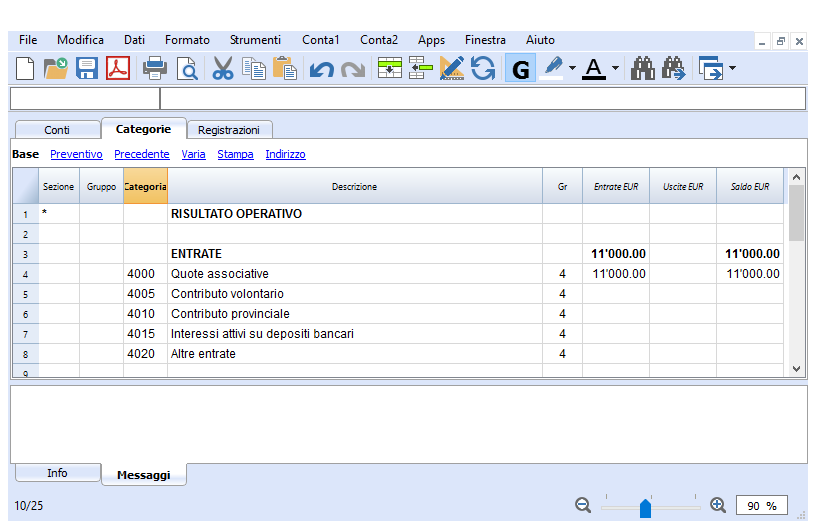 File Modifica Dati Formato Strumenti Conta1 Conta2 Apps Finestra Aiuto
G A
Conti Categorie Registrazioni
Base Preventivo Precedente Varia Stampa Indirizzo
Sezione Gruppo Categoria Descrizione Gr Entrate EUR Uscite EUR Saldo EUR
1 * RISULTATO OPERATIVO
2
3 ENTRATE 11'000.00 11'000.00
4 4000 Quote associative 4 11'000.00 11'000.00
5 4005 Contributo volontario 4
6 4010 Contributo provinciale 4
7 4015 Interessi attivi su depositi bancari 4
8 4020 Altre entrate 4
9
Info Messaggi
10/25 90 %